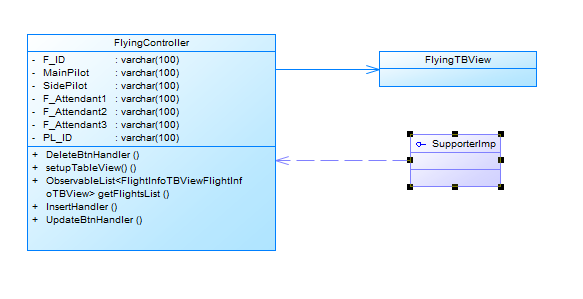 FlyingController
- F_ID : varchar(100)
- MainPilot : varchar(100)
- SidePilot : varchar(100)
- F_Attendant1 : varchar(100)
- F_Attendant2 : varchar(100)
- F_Attendant3 : varchar(100)
- PL_ID : varchar(100)
+ DeleteBtnHandler ()
+ setupTableView() ()
+ ObservableList<FlightInfoTBViewFlightInf
oTBView> getFlightsList ()
+ InsertHandler ()
+ UpdateBtnHandler ()
FlyingTBView
SupporterImp